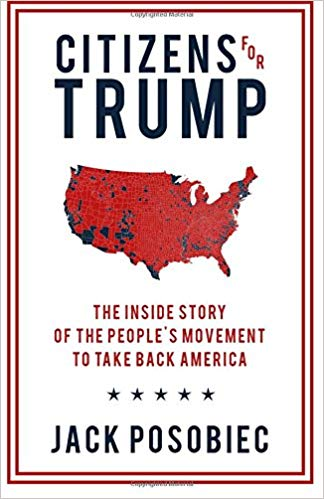 CITIZENS FOR
TRUMP
THE INSIDE STORY
OF THE PEOPLE'S MOVEMENT
TO TAKE BACK AMERICA
JACK POSOBIEC